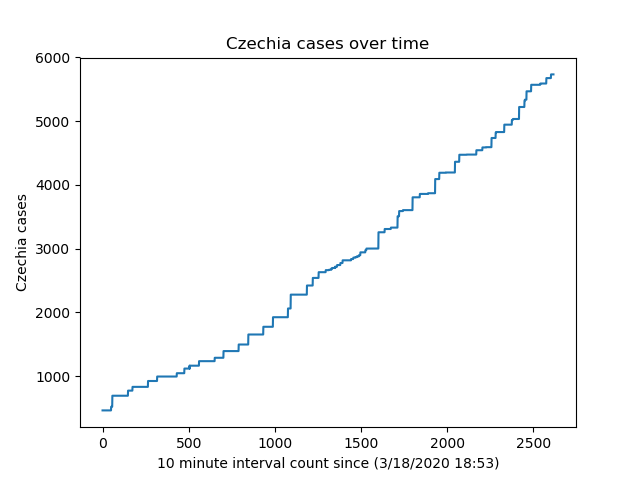 Czechia cases over time
6000
5000
4000
3000
2000
1000
Czechia cases
0 500 1000 1500 2000 2500
10 minute interval count since (3/18/2020 18:53)